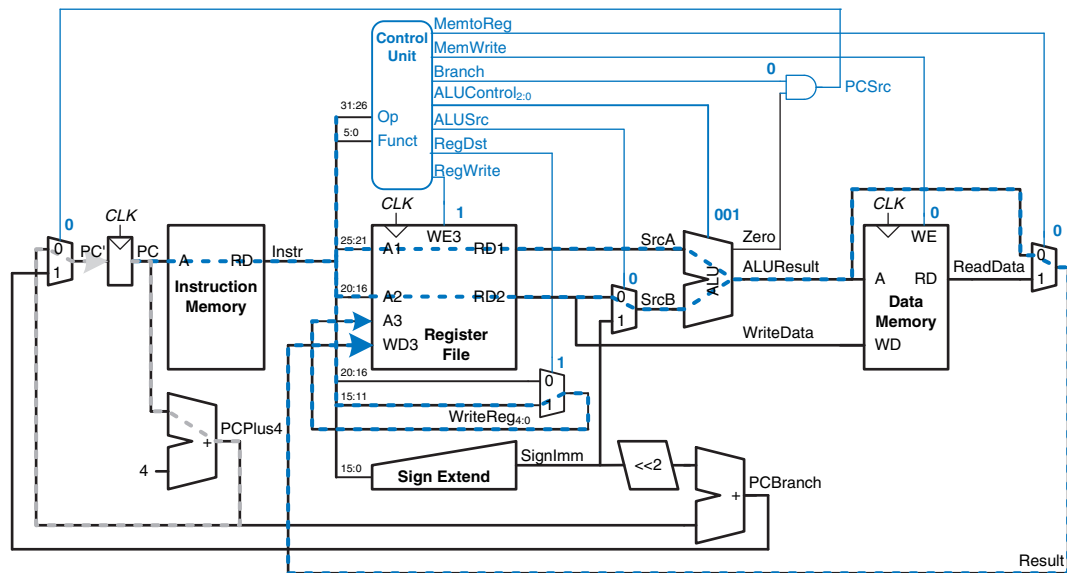 MemtoReg
Control
Unit
MemWrite
Branch
0
0
0
PCSrc
ALUControl2:0
31:26
Op
ALUSrc
5:0
Funct
RegDst
RegWrite
CLK
CLK
CLK
0
1
001
0
0
0
PC'
PC
1
A
RD
Instr
Instruction
Memory
25:21
A1
WE3
RD1
SrcA
Zero
WE
0
ALU
ALUResult
A
RD
ReadData
0
1
20:16
A2
RD2
0
SrcB
1
Data
Memory
A3
WD3
Register
File
WriteData
WD
1
20:16
0
15:11
1
WriteReg4:0
PCPlus4
+
4
15:0
Sign Extend
SignImm
<<2
+
PCBranch
Result